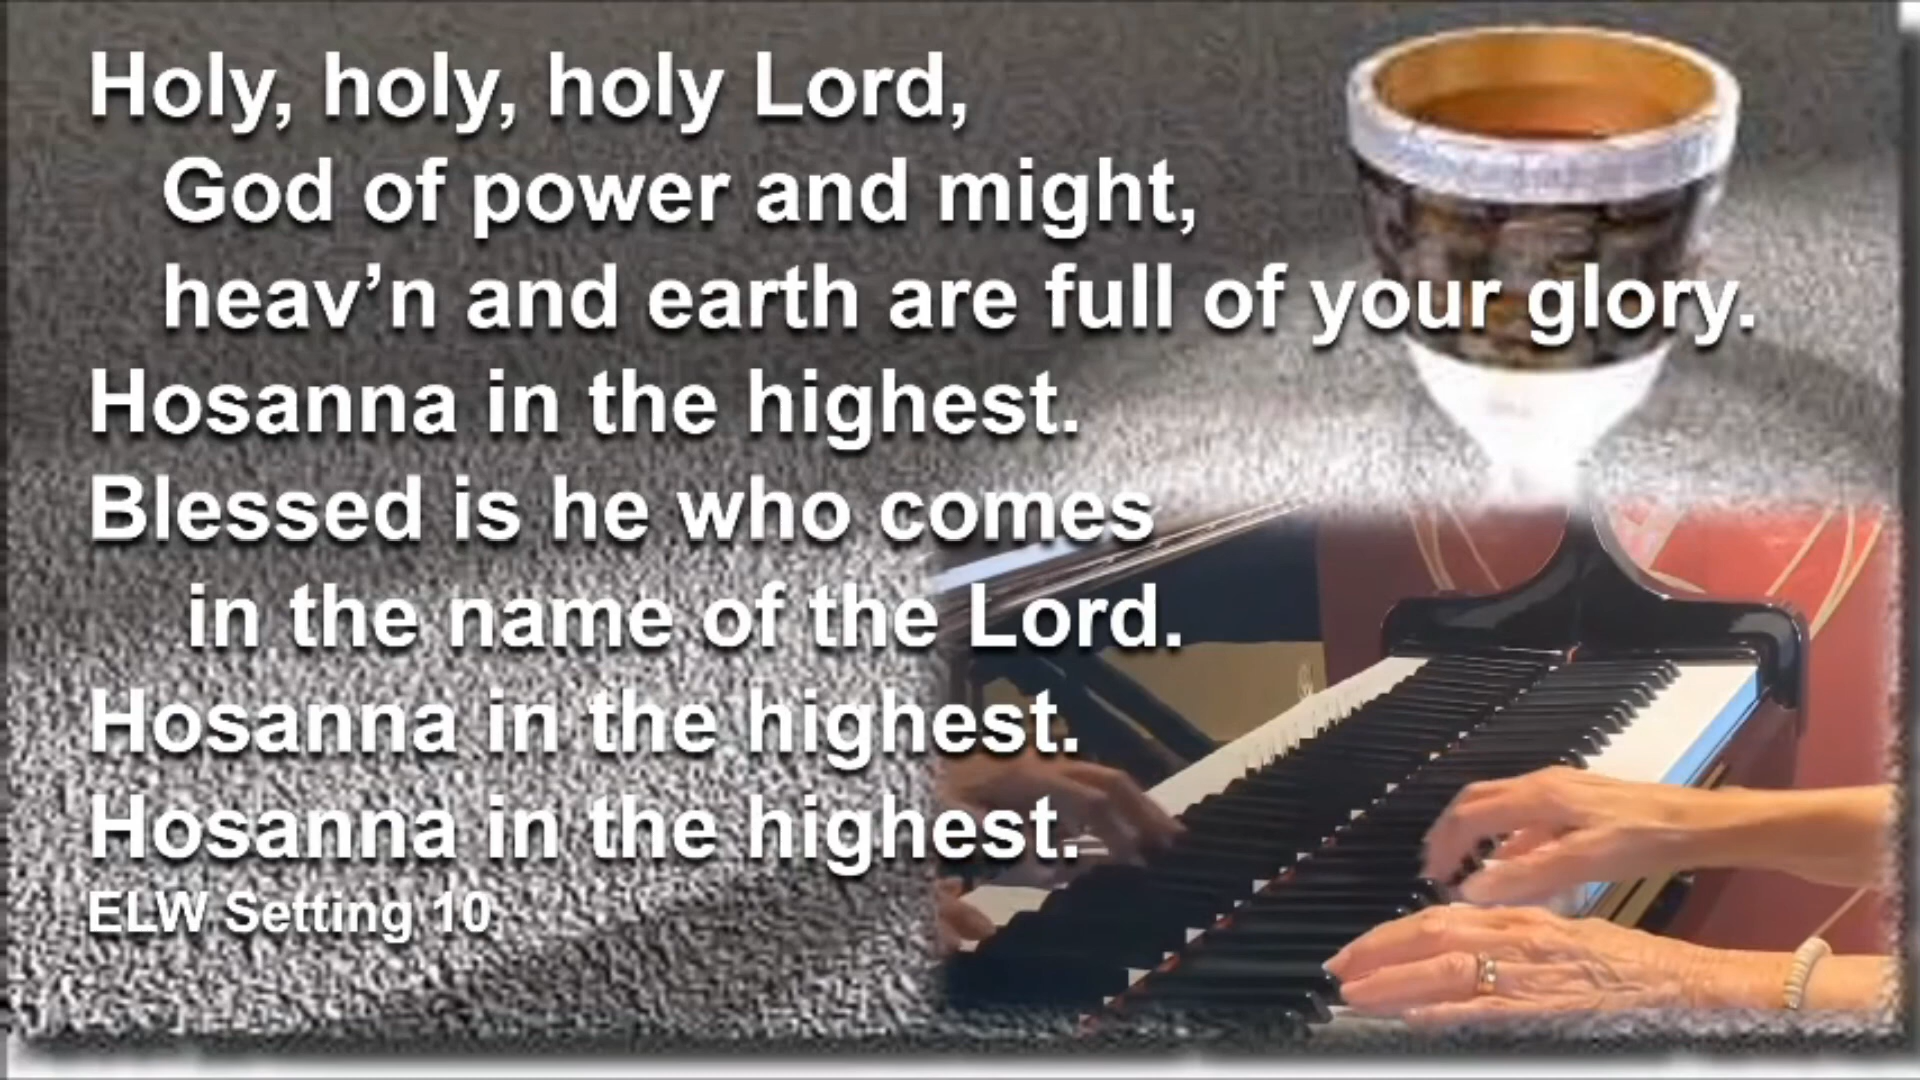 Holy, holy, holy Lord,
God of power and might,
heav’n and earth are full of your glory.
Hosanna in the highest.
Blessed is he who comes
in the name of the Lord.
Hosanna in the highest.
Hosanna in the highest.
ELW Setting 10